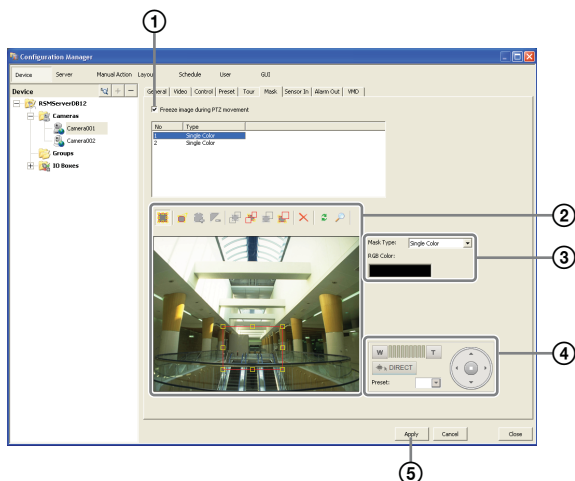 ①
Configuration Manager
Device Server Manual Action Layout Schedule User GUI
Device
General Video Control Preset Tour Mask Sensor In Alarm Out VMD
RSMServerDB12
Cameras
Camera001
Camera002
Groups
IO Boxes
Freeze image during PTZ movement
No Type
1 Single Color
2 Single Color
②
Mask Type: Single Color
RGB Color:
③
W T
DIRECT
Preset:
④
Apply Cancel Close
⑤